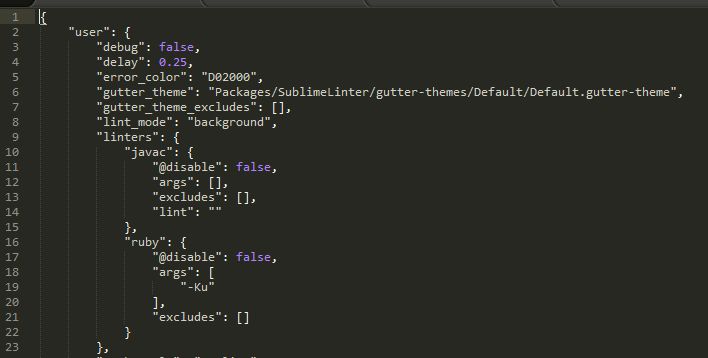 1 {
2     "user": {
3         "debug": false,
4         "delay": 0.25,
5         "error_color": "D02000",
6         "gutter_theme": "Packages/SublimeLinter/gutter-themes/Default/Default.gutter-theme",
7         "gutter_theme_excludes": [],
8         "lint_mode": "background",
9         "linters": {
10             "javac": {
11                 "@disable": false,
12                 "args": [],
13                 "excludes": [],
14                 "lint": ""
15             },
16             "ruby": {
17                 "@disable": false,
18                 "args": [
19                     "-Ku"
20                 ],
21                 "excludes": []
22             }
23         },